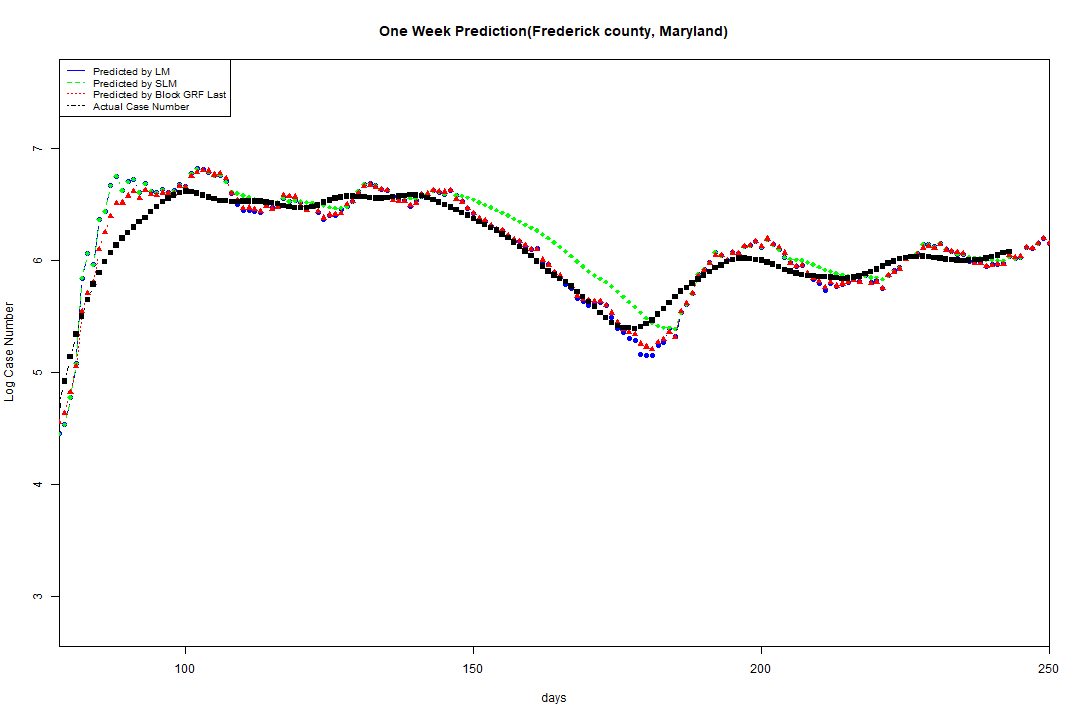 One Week Prediction(Frederick county, Maryland)
Predicted by LM
Predicted by SLM
Predicted by Block GRF Last
Actual Case Number
7
6
5
4
3
Log Case Number
100
150
200
250
days